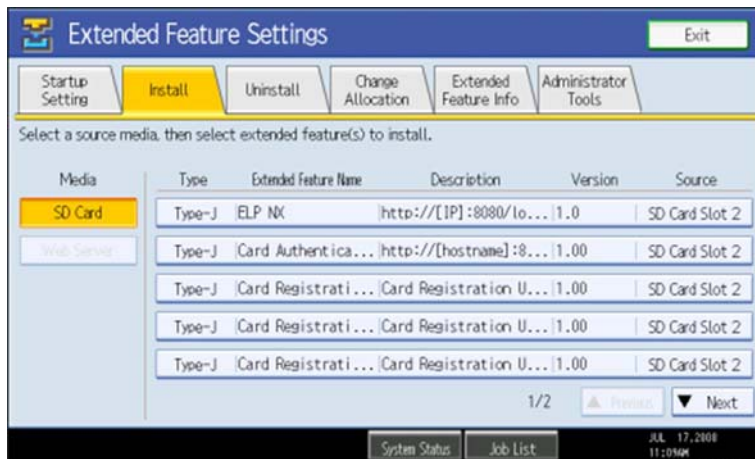 Extended Feature Settings
Exit
Startup
Setting
Install
Uninstall
Change
Allocation
Extended
Feature Info
Administrator
Tools
Select a source media, then select extended feature(s) to install.
Media Type Extended Feature Name Description Version Source
SD Card Type-J ELP NX http://[IP]:8080/lo... 1.0 SD Card Slot 2
Web Server Type-J Card Authentica... http://[hostname]:8... 1.00 SD Card Slot 2
Type-J Card Registrati... Card Registration U... 1.00 SD Card Slot 2
Type-J Card Registrati... Card Registration U... 1.00 SD Card Slot 2
Type-J Card Registrati... Card Registration U... 1.00 SD Card Slot 2
1/2 ▲ Previous ▼ Next
System Status Job List JUL 17,2008
11:09AM